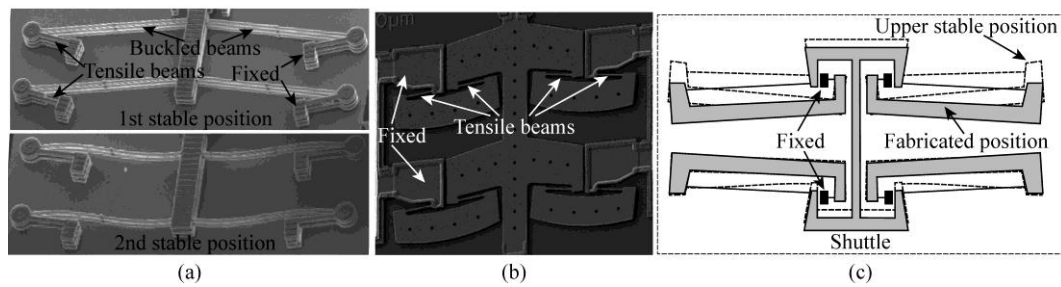 Buckled beams
Tensile beams
Fixed
1st stable position
2nd stable position
(a)
0μm
Fixed
Tensile beams
(b)
Upper stable position
Fixed
Fabricated position
Shuttle
(c)